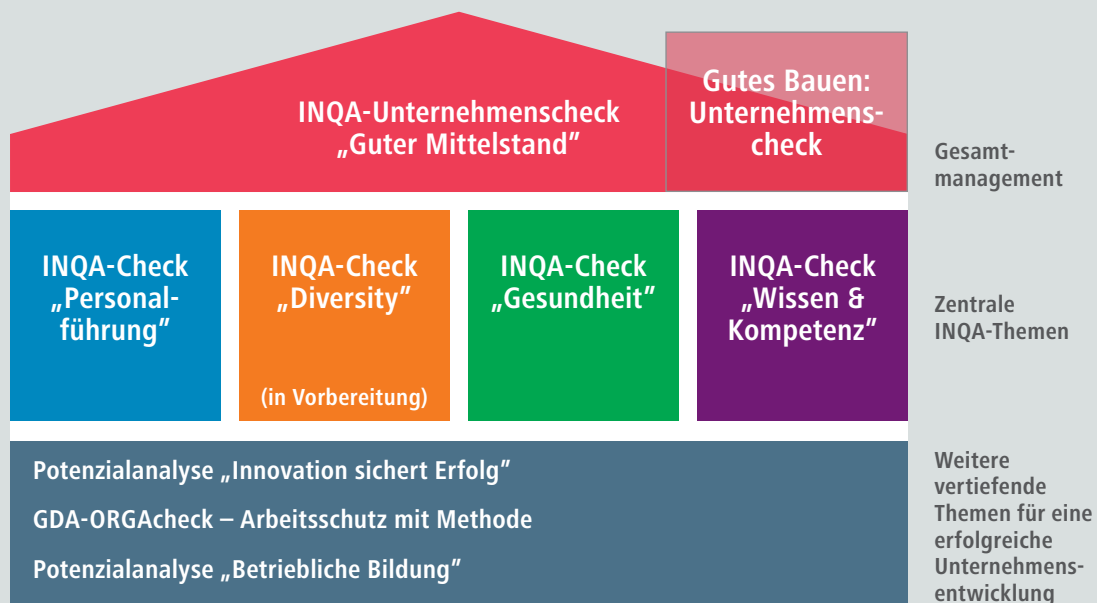 INQA-Unternehmenscheck
„Guter Mittelstand”
Gutes Bauen:
Unternehmens-
check
Gesamt-
management
INQA-Check
„Personal-
führung”
INQA-Check
„Diversity”
(in Vorbereitung)
INQA-Check
„Gesundheit”
INQA-Check
„Wissen &
Kompetenz”
Zentrale
INQA-Themen
Potenzialanalyse „Innovation sichert Erfolg”
GDA-ORGAcheck – Arbeitsschutz mit Methode
Potenzialanalyse „Betriebliche Bildung”
Weitere
vertiefende
Themen für eine
erfolgreiche
Unternehmens-
entwicklung